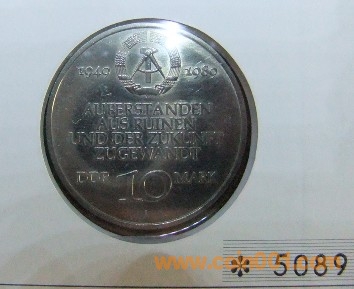 1949 1989
AUFERSTANDEN
AUS RUINEN
UND DER ZUKUNFT
ZUGEWANDT
DDR 10 MARK
* 5089